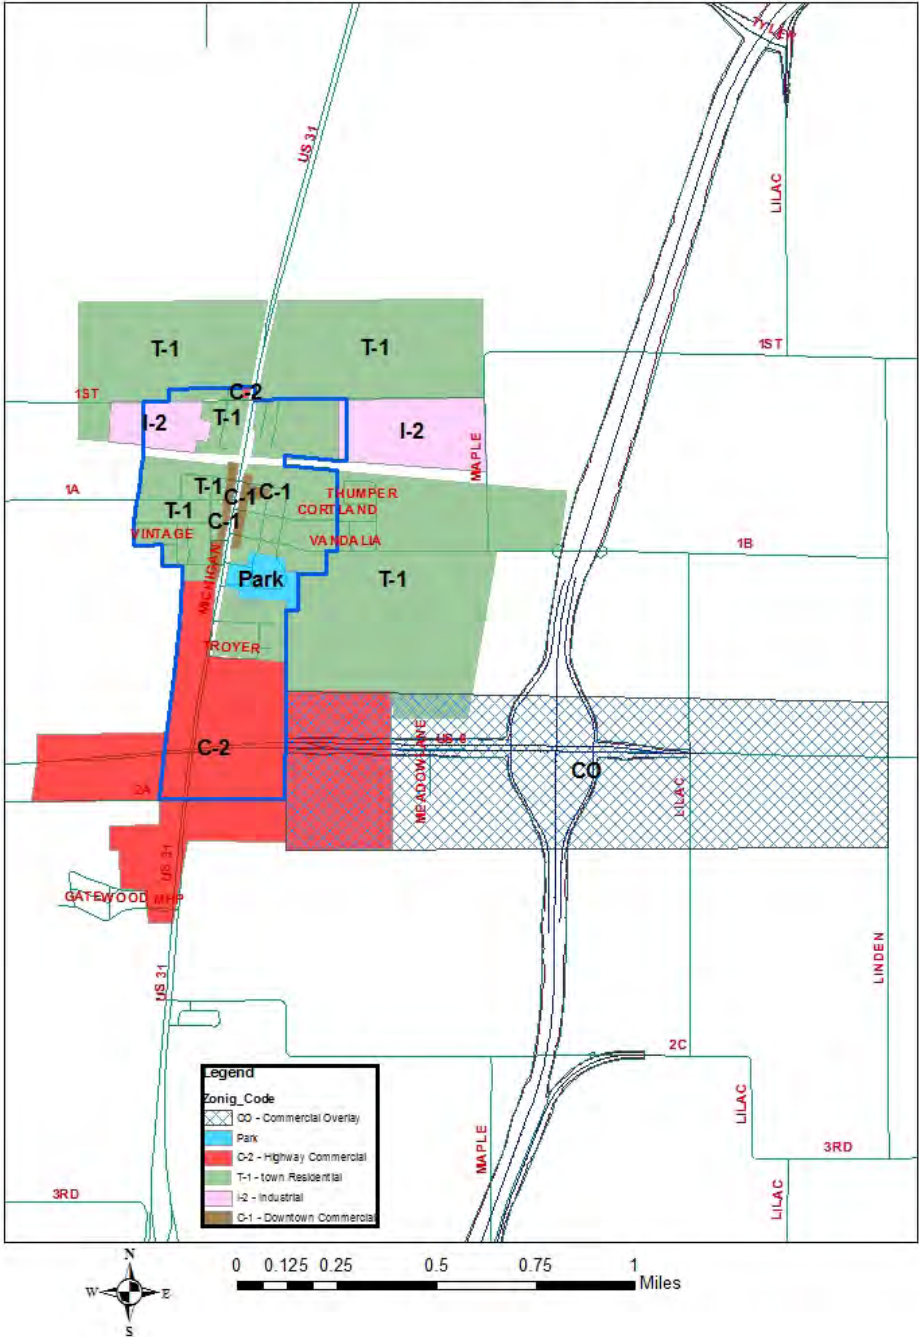 TYLER
US 31
LILAC
1ST
T-1
T-1
C-2
1ST
T-1
I-2
I-2
MAPLE
1A
T-1
C-1
C-1
THUMPER
T-1
CORTLAND
C-1
VINTAGE
VANDALIA
1B
MICHIGAN
Park
T-1
TROYER
C-2
US 6
MEADOW LANE
CO
LILAC
2A
US 31
GATEWOOD MHP
LINDEN
US 31
2C
LILAC
MAPLE
3RD
LILAC
3RD
Legend
Zonig_Code
CO - Commercial Overlay
Park
C-2 - Highway Commercial
T-1 - town Residential
I-2 - Industrial
C-1 - Downtown Commercial
N
W E
S
0 0.125 0.25 0.5 0.75 1
Miles